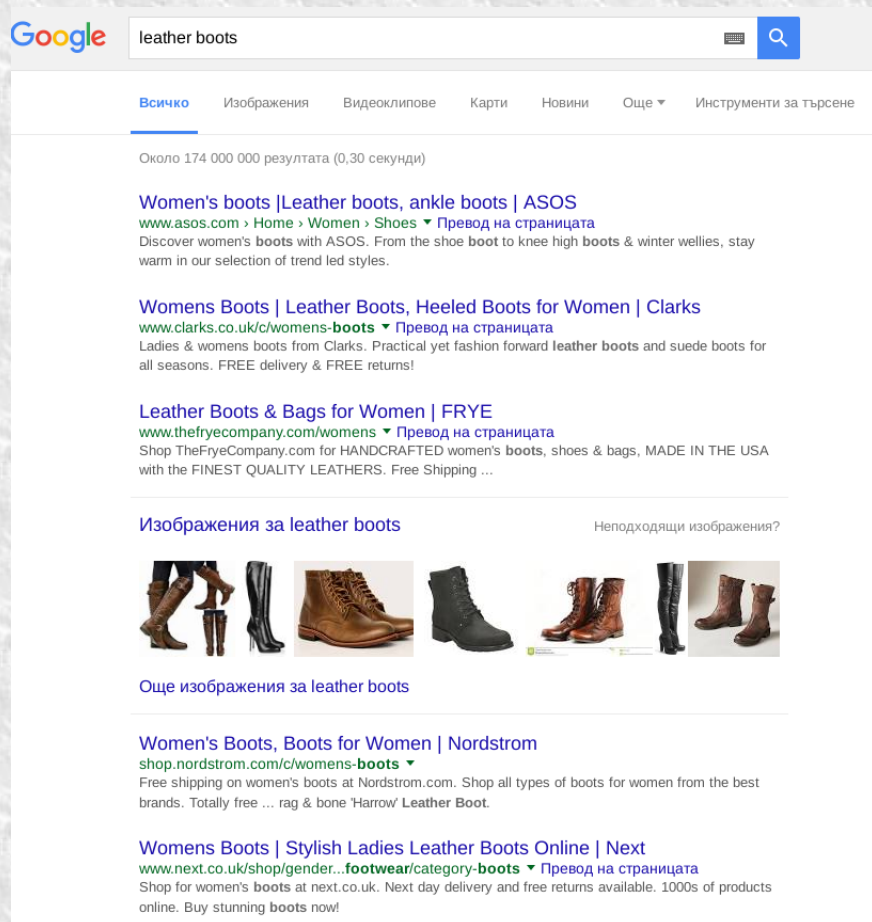 Google
leather boots
Всичко Изображения Видеоклипове Карти Новини Още Инструменти за търсене
Около 174 000 000 резултата (0,30 секунди)
Women's boots |Leather boots, ankle boots | ASOS
www.asos.com › Home › Women › Shoes Превод на страницата
Discover women's boots with ASOS. From the shoe boot to knee high boots & winter wellies, stay
warm in our selection of trend led styles.
Womens Boots | Leather Boots, Heeled Boots for Women | Clarks
www.clarks.co.uk/c/womens-boots Превод на страницата
Ladies & womens boots from Clarks. Practical yet fashion forward leather boots and suede boots for
all seasons. FREE delivery & FREE returns!
Leather Boots & Bags for Women | FRYE
www.thefryecompany.com/womens Превод на страницата
Shop TheFryeCompany.com for HANDCRAFTED women's boots, shoes & bags, MADE IN THE USA
with the FINEST QUALITY LEATHERS. Free Shipping ...
Изображения за leather boots Неподходящи изображения?
Още изображения за leather boots
Women's Boots, Boots for Women | Nordstrom
shop.nordstrom.com/c/womens-boots
Free shipping on women's boots at Nordstrom.com. Shop all types of boots for women from the best
brands. Totally free ... rag & bone 'Harrow' Leather Boot.
Womens Boots | Stylish Ladies Leather Boots Online | Next
www.next.co.uk/shop/gender...footwear/category-boots Превод на страницата
Shop for women's boots at next.co.uk. Next day delivery and free returns available. 1000s of products
online. Buy stunning boots now!